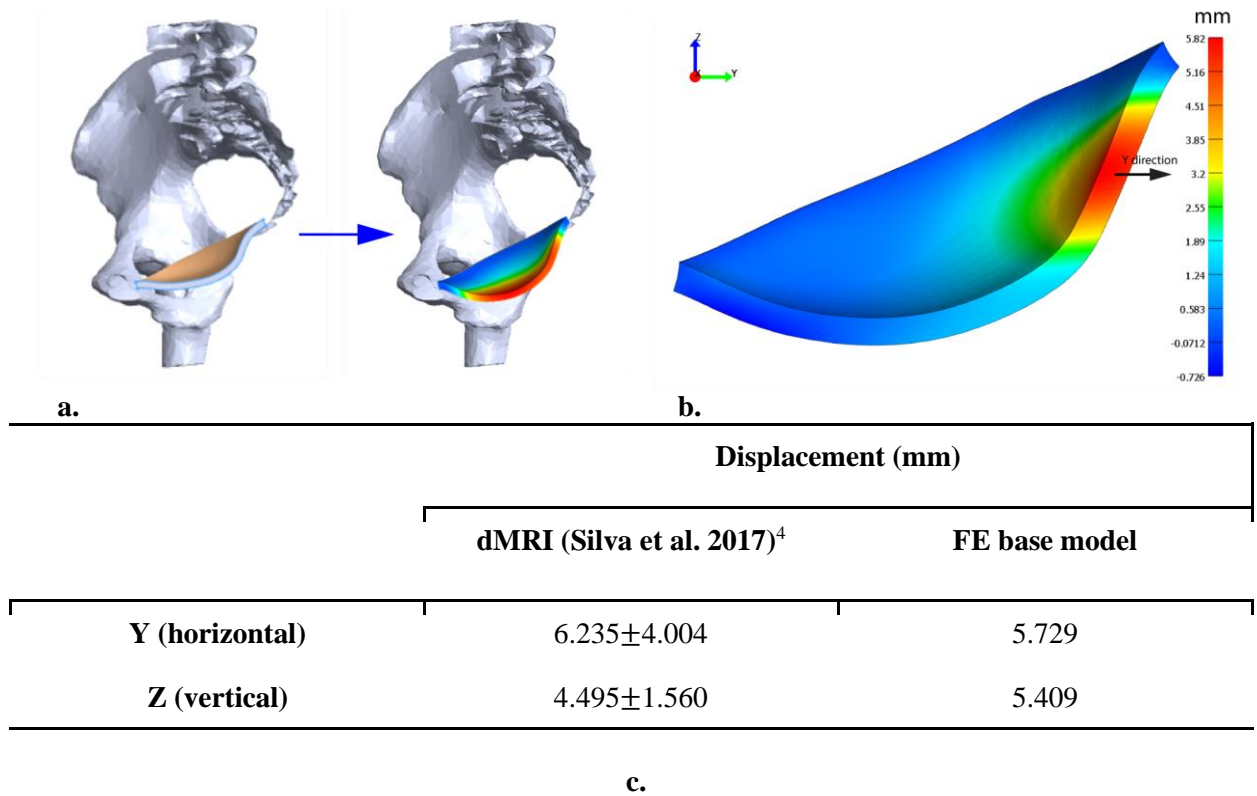 mm
Z
X
Y
5.82
5.16
4.51
3.85
3.2
2.55
1.89
1.24
0.583
-0.0712
-0.726
Y direction
a.
b.
Displacement (mm)
dMRI (Silva et al. 2017)4 FE base model
Y (horizontal) 6.235±4.004 5.729
Z (vertical) 4.495±1.560 5.409
c.